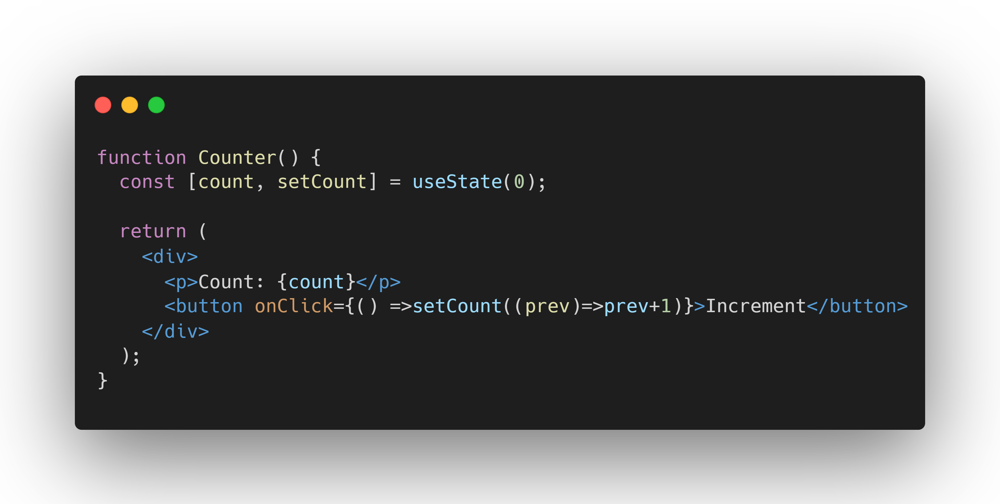 function Counter() {
  const [count, setCount] = useState(0);

  return (
    <div>
      <p>Count: {count}</p>
      <button onClick={() =>setCount((prev)=>prev+1)}>Increment</button>
    </div>
  );
}